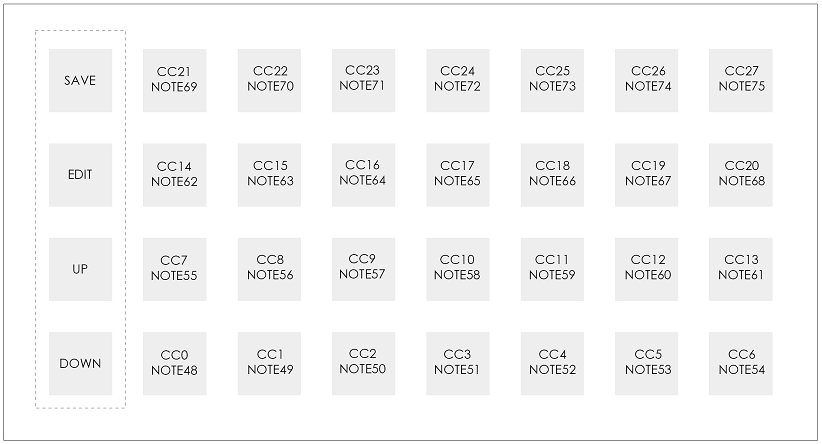 SAVE
CC21
NOTE69
CC22
NOTE70
CC23
NOTE71
CC24
NOTE72
CC25
NOTE73
CC26
NOTE74
CC27
NOTE75
EDIT
CC14
NOTE62
CC15
NOTE63
CC16
NOTE64
CC17
NOTE65
CC18
NOTE66
CC19
NOTE67
CC20
NOTE68
UP
CC7
NOTE55
CC8
NOTE56
CC9
NOTE57
CC10
NOTE58
CC11
NOTE59
CC12
NOTE60
CC13
NOTE61
DOWN
CC0
NOTE48
CC1
NOTE49
CC2
NOTE50
CC3
NOTE51
CC4
NOTE52
CC5
NOTE53
CC6
NOTE54